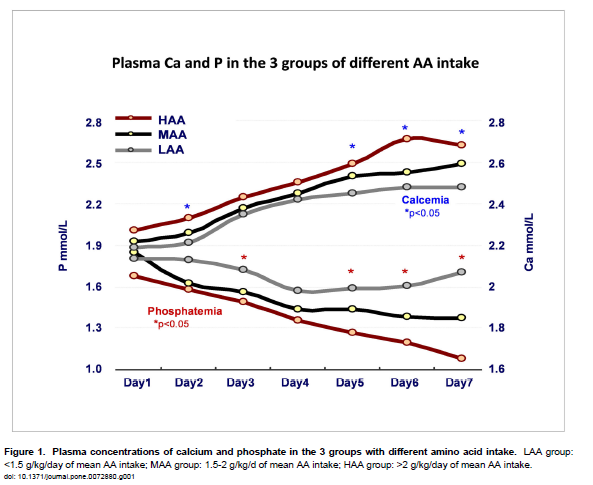 Plasma Ca and P in the 3 groups of different AA intake
HAA
MAA
LAA
2.8
2.5
2.2
1.9
1.6
1.3
1.0
P mmol/L
2.8
2.6
2.4
2.2
2
1.8
1.6
Ca mmol/L
*
*
*
*
Calcemia
*p<0.05
*
*
*
*
Phosphatemia
*p<0.05
Day1 Day2 Day3 Day4 Day5 Day6 Day7
Figure 1. Plasma concentrations of calcium and phosphate in the 3 groups with different amino acid intake. LAA group:
<1.5 g/kg/day of mean AA intake; MAA group: 1.5-2 g/kg/d of mean AA intake; HAA group: >2 g/kg/day of mean AA intake.
doi: 10.1371/journal.pone.0072880.g001